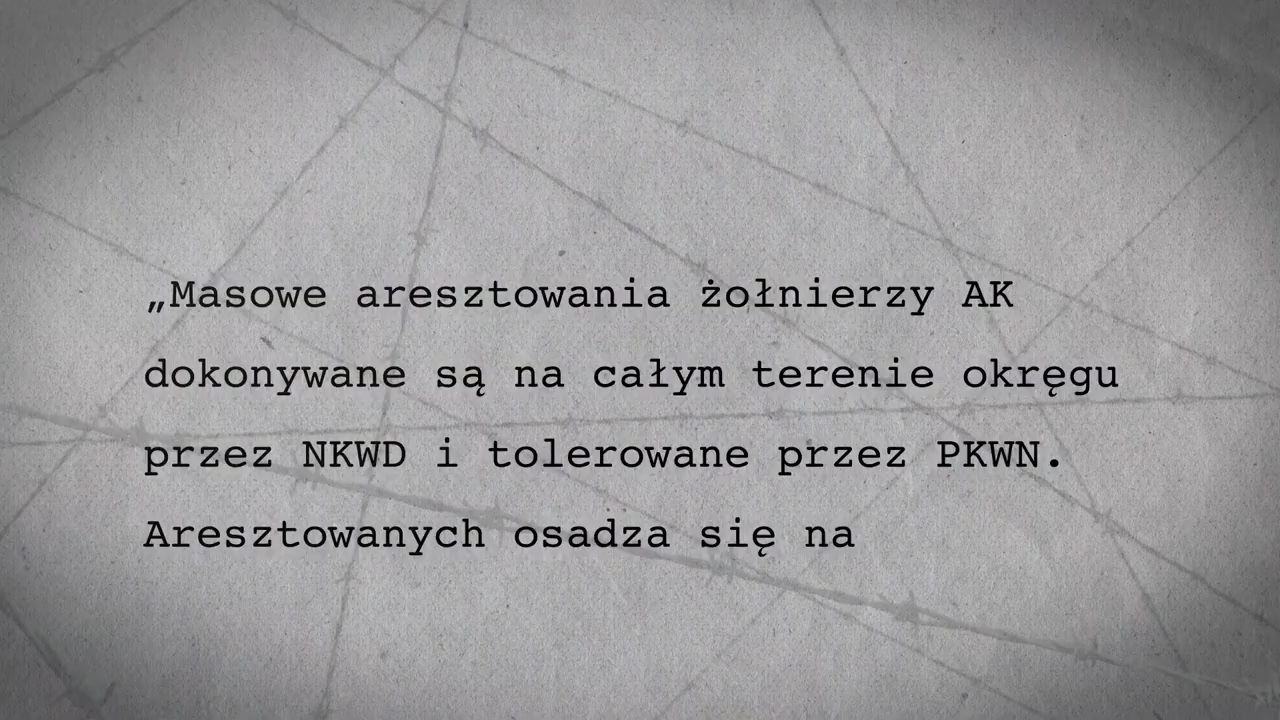 „Masowe aresztowania żołnierzy AK
dokonywane są na całym terenie okręgu
przez NKWD i tolerowane przez PKWN.
Aresztowanych osadza się na